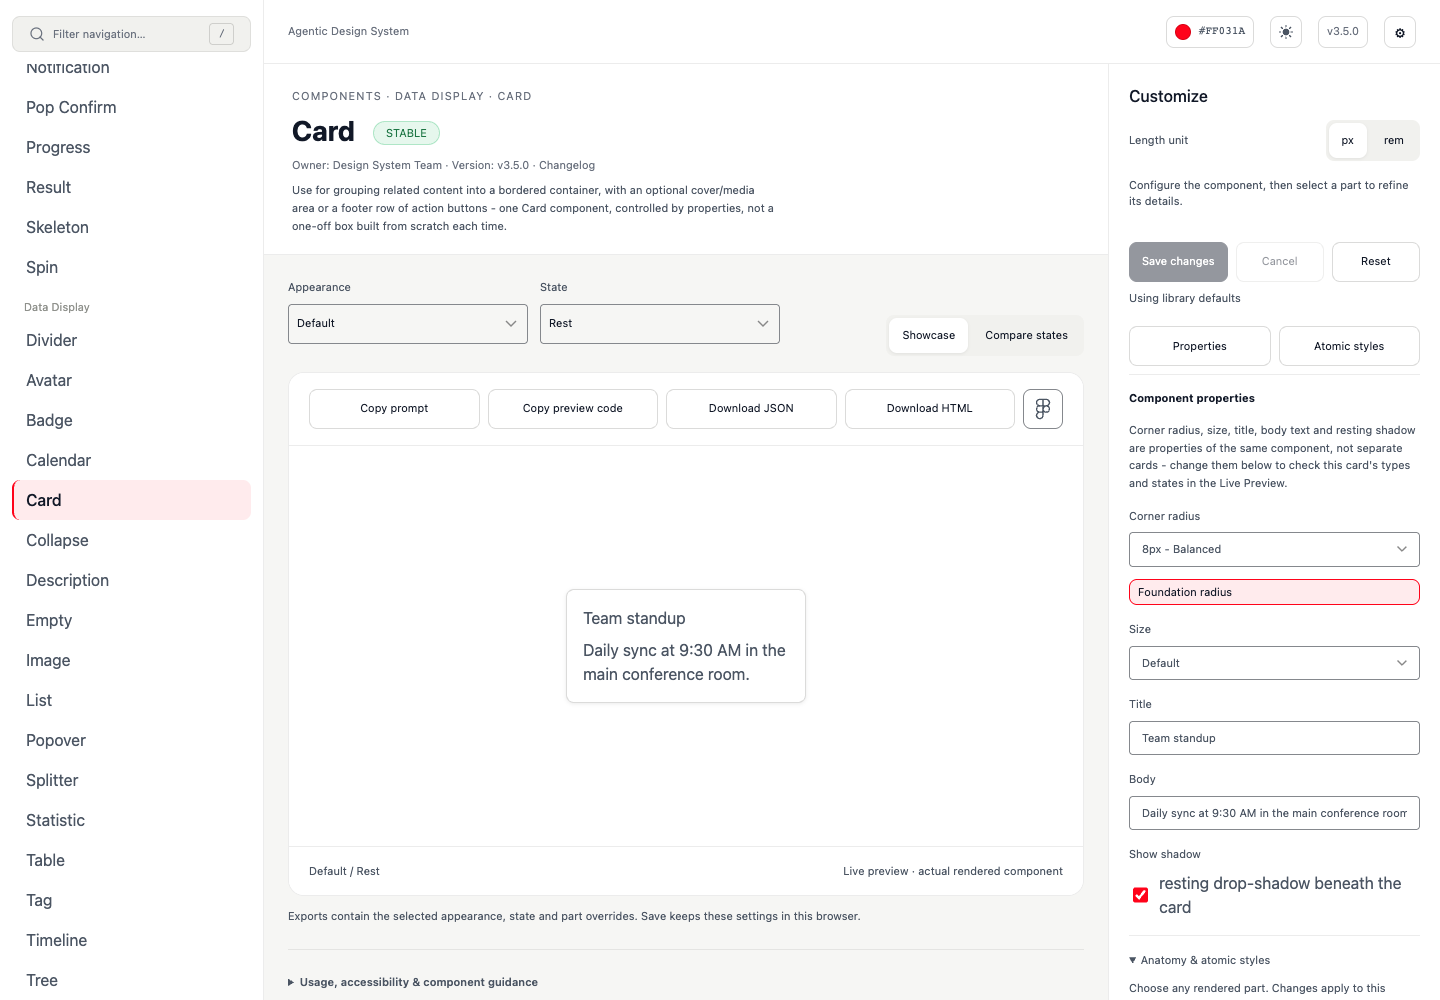 Filter navigation...
/
Notification
Pop Confirm
Progress
Result
Skeleton
Spin
Data Display
Divider
Avatar
Badge
Calendar
Card
Collapse
Description
Empty
Image
List
Popover
Splitter
Statistic
Table
Tag
Timeline
Tree
Agentic Design System
#FF031A
v3.5.0
COMPONENTS · DATA DISPLAY · CARD
Card
STABLE
Owner: Design System Team · Version: v3.5.0 · Changelog
Use for grouping related content into a bordered container, with an optional cover/media
area or a footer row of action buttons - one Card component, controlled by properties, not a
one-off box built from scratch each time.
Appearance
State
Default
Rest
Showcase
Compare states
Copy prompt
Copy preview code
Download JSON
Download HTML
Team standup
Daily sync at 9:30 AM in the
main conference room.
Default / Rest
Live preview · actual rendered component
Exports contain the selected appearance, state and part overrides. Save keeps these settings in this browser.
Usage, accessibility & component guidance
Customize
Length unit
px
rem
Configure the component, then select a part to refine
its details.
Save changes
Cancel
Reset
Using library defaults
Properties
Atomic styles
Component properties
Corner radius, size, title, body text and resting shadow
are properties of the same component, not separate
cards - change them below to check this card's types
and states in the Live Preview.
Corner radius
8px - Balanced
Foundation radius
Size
Default
Title
Team standup
Body
Daily sync at 9:30 AM in the main conference room
Show shadow
resting drop-shadow beneath the
card
Anatomy & atomic styles
Choose any rendered part. Changes apply to this